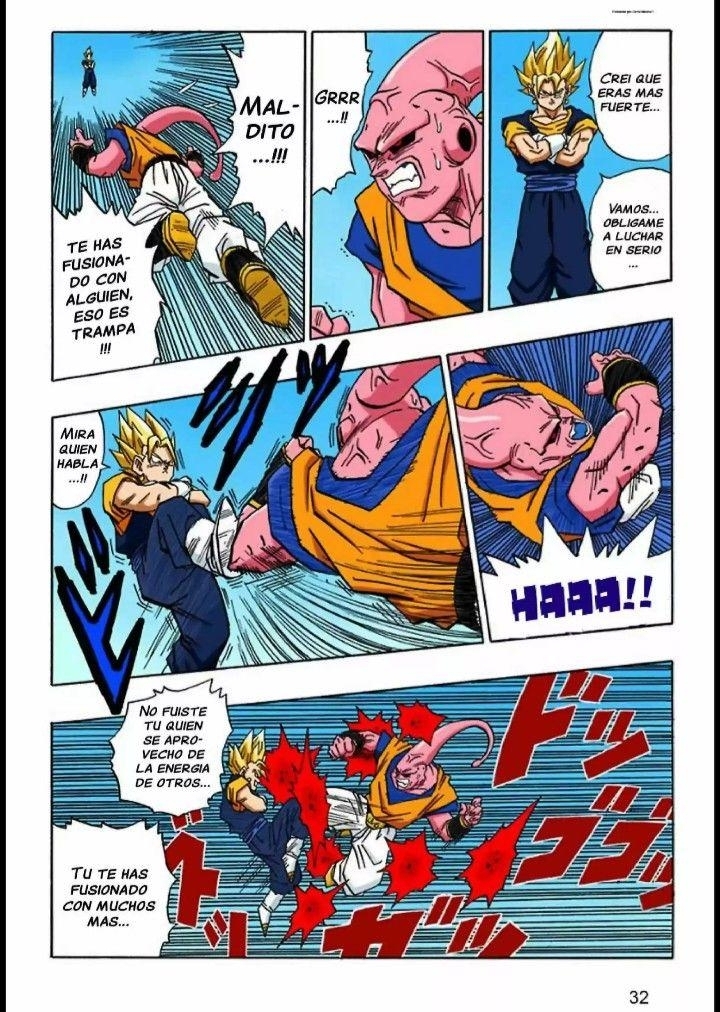 MAL-
DITO
...!!!
TE HAS
FUSIONA-
DO CON
ALGUIEN,
ESO ES
TRAMPA
!!!
GRRR
...!!
CREI QUE
ERAS MAS
FUERTE...
VAMOS...
OBLIGAME
A LUCHAR
EN SERIO
...
MIRA
QUIEN
HABLA
...!!
HAAA!!
NO FUISTE
TU QUIEN
SE APRO-
VECHO DE
LA ENERGIA
DE OTROS...
TU TE HAS
FUSIONADO
CON MUCHOS
MAS...
32